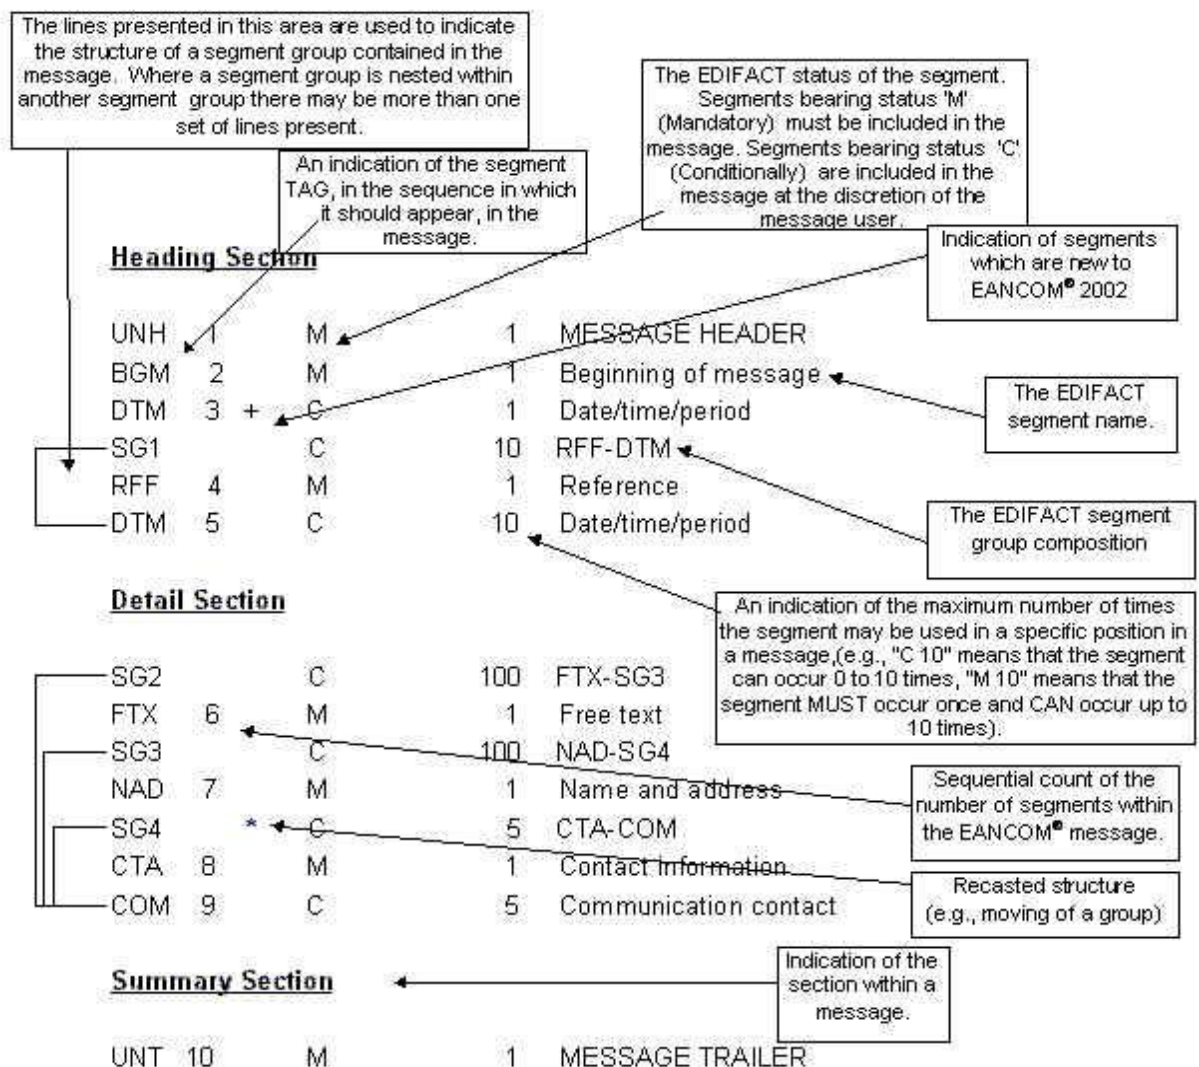 The lines presented in this area are used to indicate
the structure of a segment group contained in the
message. Where a segment group is nested within
another segment group there may be more than one
set of lines present.
An indication of the segment
TAG, in the sequence in which
it should appear, in the
message.
The EDIFACT status of the segment.
Segments bearing status 'M'
(Mandatory) must be included in the
message. Segments bearing status 'C'
(Conditionally) are included in the
message at the discretion of the
message user.
Indication of segments
which are new to
EANCOM® 2002
Heading Section
UNH 1 M 1 MESSAGE HEADER
BGM 2 M 1 Beginning of message
The EDIFACT
segment name.
DTM 3 + C 1 Date/time/period
SG1 C 10 RFF-DTM
RFF 4 M 1 Reference
DTM 5 C 10 Date/time/period
The EDIFACT segment
group composition
Detail Section
An indication of the maximum number of times
the segment may be used in a specific position in
a message,(e.g., "C 10" means that the segment
can occur 0 to 10 times, "M 10" means that the
segment MUST occur once and CAN occur up to
10 times).
SG2 C 100 FTX-SG3
FTX 6 M 1 Free text
SG3 C 100 NAD-SG4
NAD 7 M 1 Name and address
SG4 * C 5 CTA-COM
CTA 8 M 1 Contact Information
COM 9 C 5 Communication contact
Sequential count of the
number of segments within
the EANCOM® message.
Recasted structure
(e.g., moving of a group)
Summary Section
Indication of the
section within a
message.
UNT 10 M 1 MESSAGE TRAILER